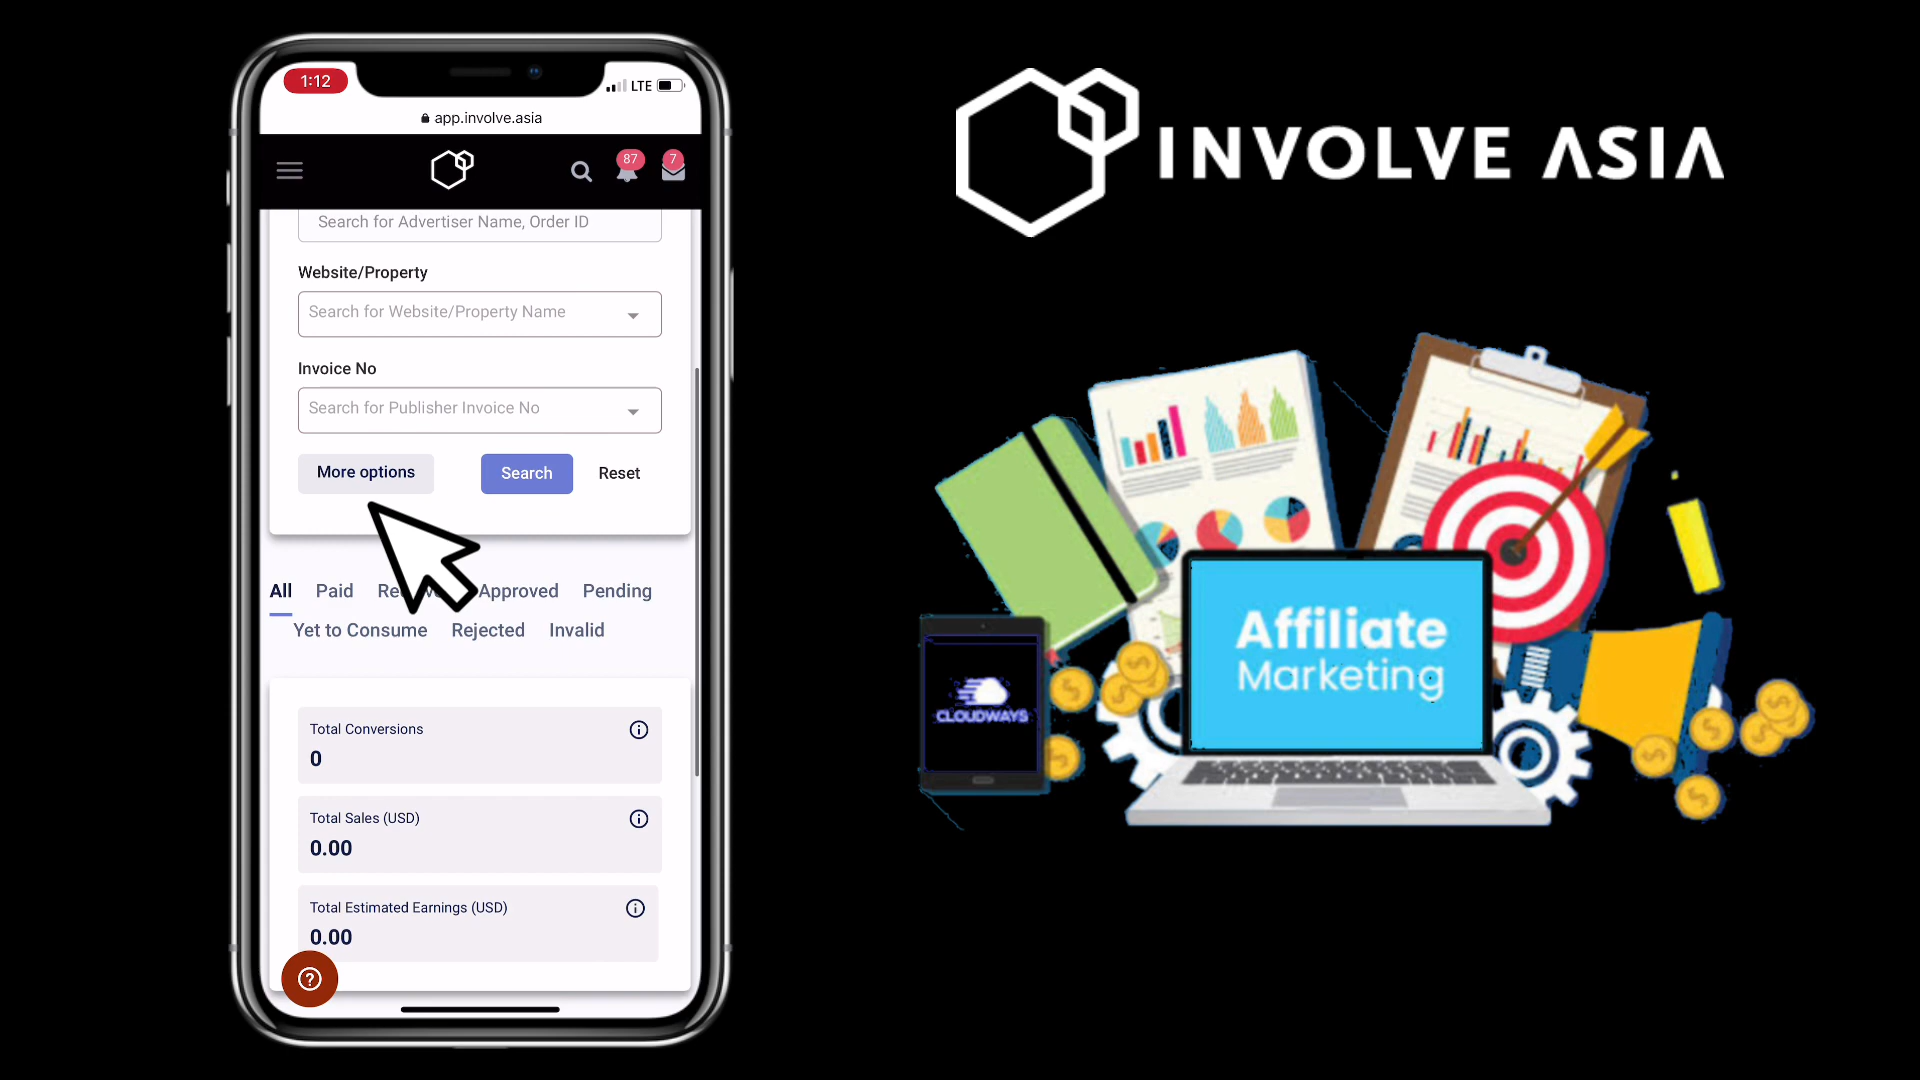 1:12
LTE
app.involve.asia
87
7
Search for Advertiser Name, Order ID
Website/Property
Search for Website/Property Name
Invoice No
Search for Publisher Invoice No
More options
Search
Reset
All
Paid
Approved
Pending
Yet to Consume
Rejected
Invalid
Total Conversions
0
Total Sales (USD)
0.00
Total Estimated Earnings (USD)
0.00
?
INVOLVE ASIA
Affiliate
Marketing
CLOUDWAYS